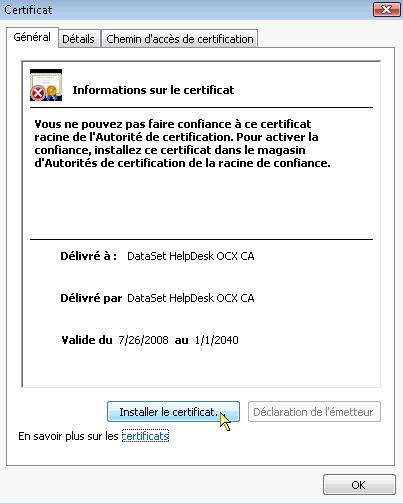 Certificat
Général Détails Chemin d'accès de certification
Informations sur le certificat
Vous ne pouvez pas faire confiance à ce certificat
racine de l'Autorité de certification. Pour activer la
confiance, installez ce certificat dans le magasin
d'Autorités de certification de la racine de confiance.
Délivré à : DataSet HelpDesk OCX CA
Délivré par DataSet HelpDesk OCX CA
Valide du 7/26/2008 au 1/1/2040
Installer le certificat... Déclaration de l'émetteur
En savoir plus sur les certificats
OK